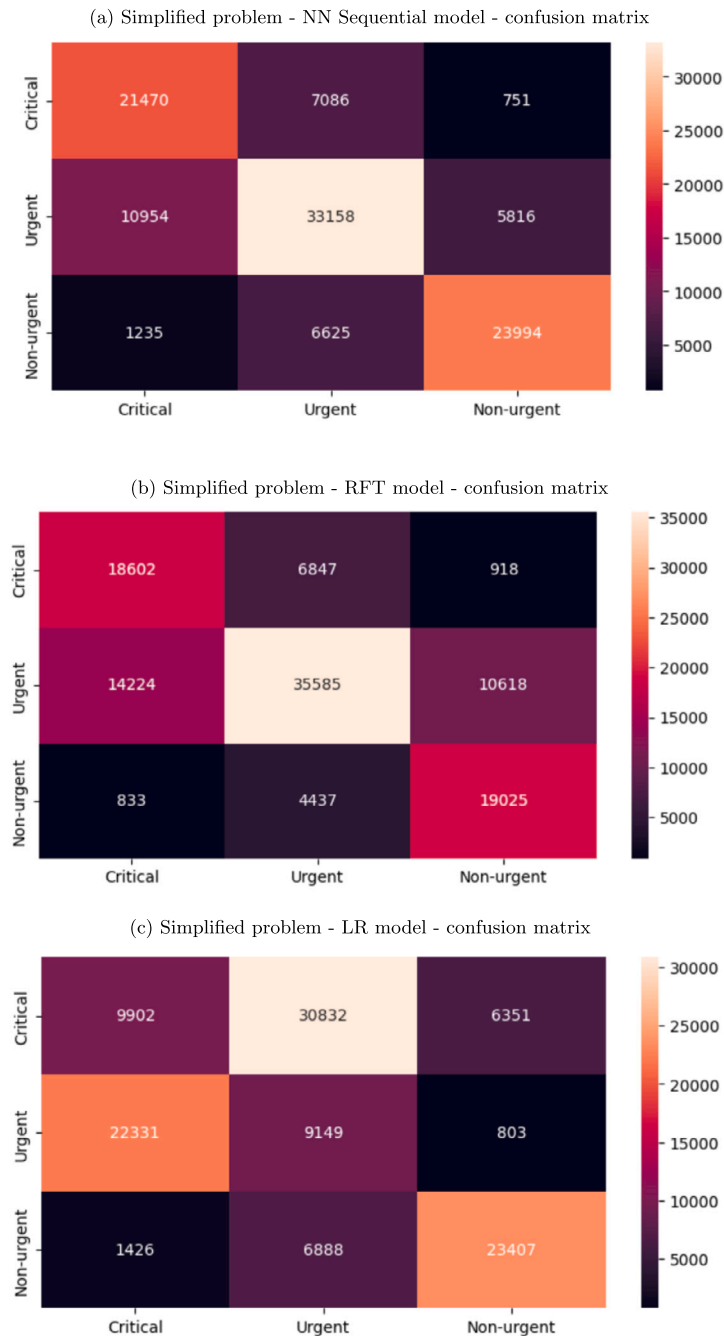 (a) Simplified problem - NN Sequential model - confusion matrix
Critical 21470 7086 751
Urgent 10954 33158 5816
Non-urgent 1235 6625 23994
Critical Urgent Non-urgent
30000
25000
20000
15000
10000
5000
(b) Simplified problem - RFT model - confusion matrix
Critical 18602 6847 918
Urgent 14224 35585 10618
Non-urgent 833 4437 19025
Critical Urgent Non-urgent
35000
30000
25000
20000
15000
10000
5000
(c) Simplified problem - LR model - confusion matrix
Critical 9902 30832 6351
Urgent 22331 9149 803
Non-urgent 1426 6888 23407
Critical Urgent Non-urgent
30000
25000
20000
15000
10000
5000